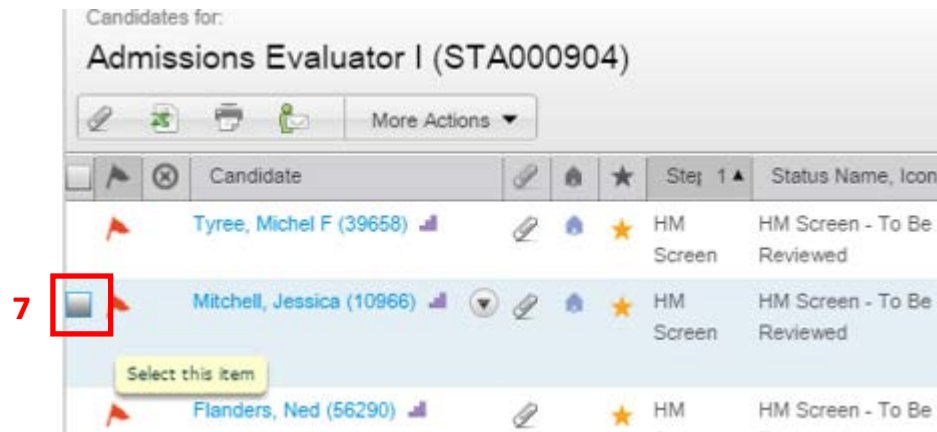 Candidates for:
Admissions Evaluator I (STA000904)
More Actions
Candidate Step 1 Status Name, Icon
Tyree, Michel F (39658) HM HM Screen - To Be
Screen Reviewed
7 Mitchell, Jessica (10966) HM HM Screen - To Be
Screen Reviewed
Select this item
Flanders, Ned (56290) HM HM Screen - To Be